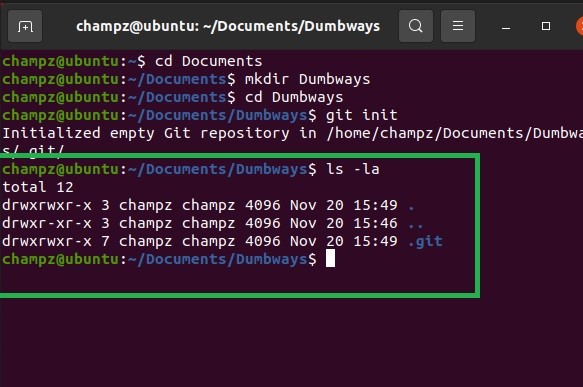 champz@ubuntu: ~/Documents/Dumbways
champz@ubuntu:~$ cd Documents
champz@ubuntu:~/Documents$ mkdir Dumbways
champz@ubuntu:~/Documents$ cd Dumbways
champz@ubuntu:~/Documents/Dumbways$ git init
Initialized empty Git repository in /home/champz/Documents/Dumbwa
s/.git/
champz@ubuntu:~/Documents/Dumbways$ ls -la
total 12
drwxrwxr-x 3 champz champz 4096 Nov 20 15:49 .
drwxr-xr-x 3 champz champz 4096 Nov 20 15:46 ..
drwxrwxr-x 7 champz champz 4096 Nov 20 15:49 .git
champz@ubuntu:~/Documents/Dumbways$